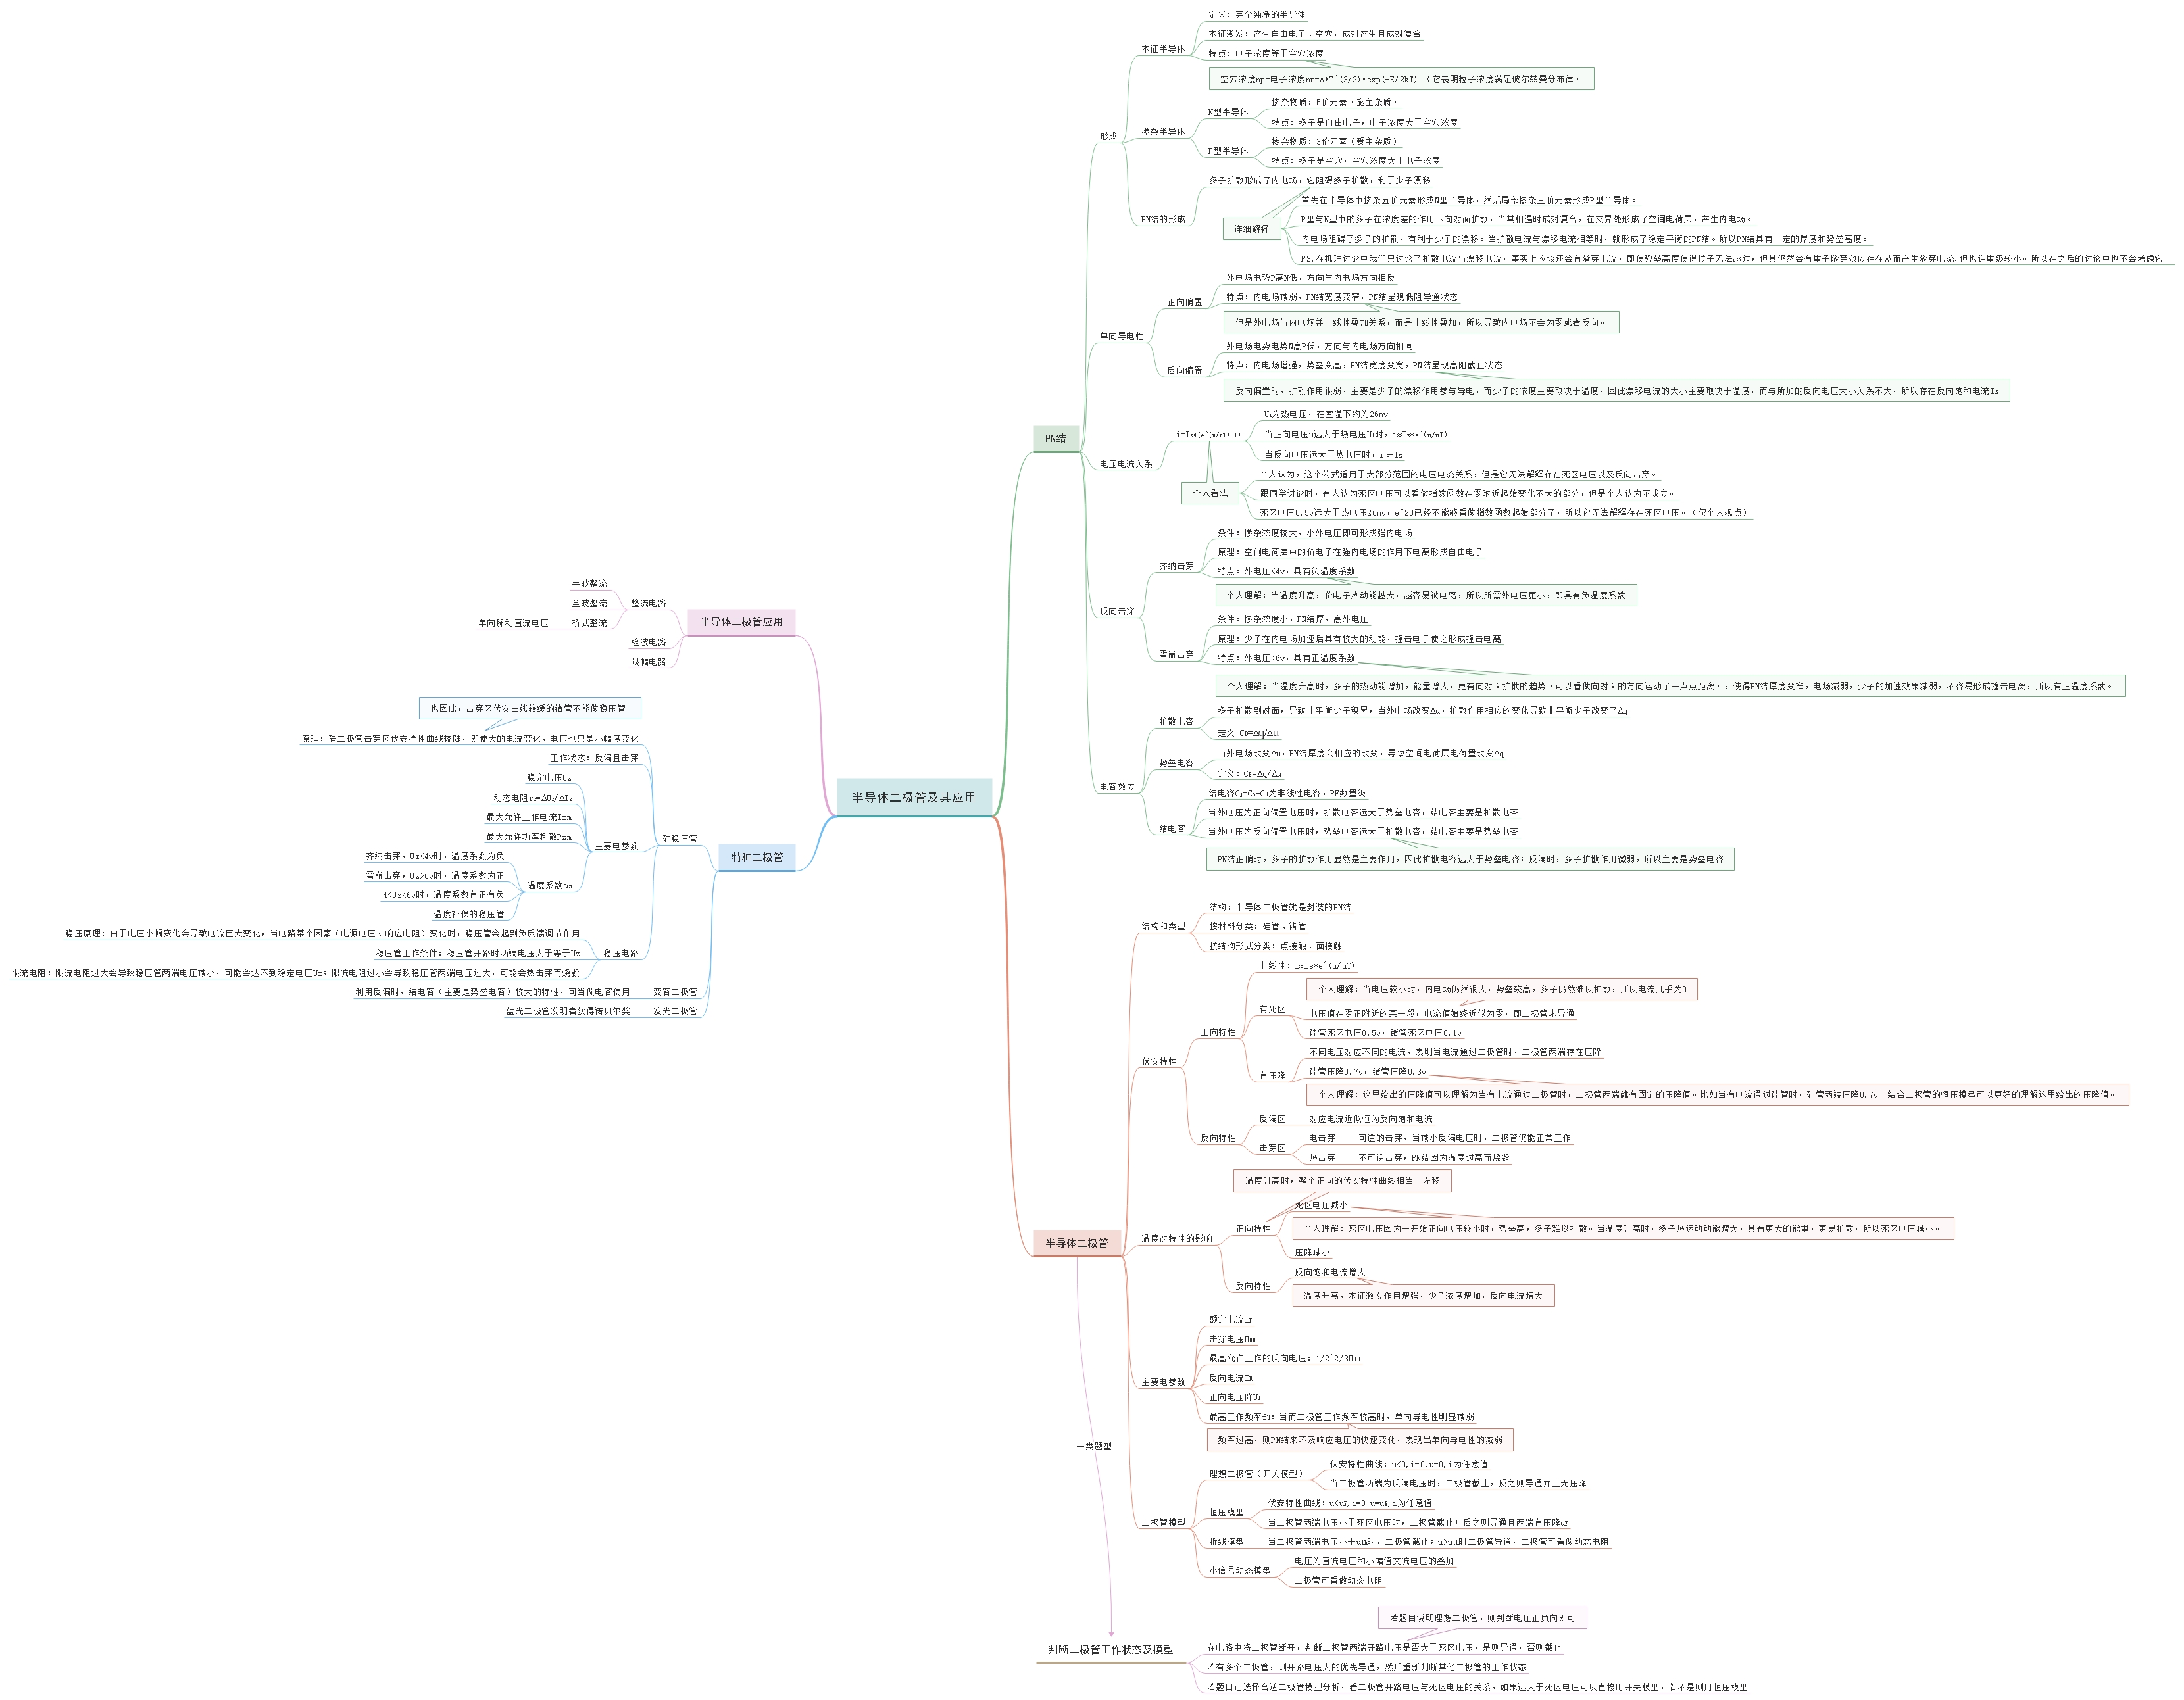 半导体二极管及其应用
PN结
形成
本征半导体
定义：完全纯净的半导体
本征激发：产生自由电子、空穴，成对产生且成对复合
特点：电子浓度等于空穴浓度
空穴浓度np=电子浓度nn=A*T^(3/2)*exp(-E/2kT) （它表明粒子浓度满足玻尔兹曼分布律）
掺杂半导体
N型半导体
掺杂物质：5价元素（施主杂质）
特点：多子是自由电子，电子浓度大于空穴浓度
P型半导体
掺杂物质：3价元素（受主杂质）
特点：多子是空穴，空穴浓度大于电子浓度
PN结的形成
多子扩散形成了内电场，它阻碍多子扩散，利于少子漂移
详细解释
首先在半导体中掺杂五价元素形成N型半导体，然后局部掺杂三价元素形成P型半导体。
P型与N型中的多子在浓度差的作用下向对面扩散，当其相遇时成对复合，在交界处形成了空间电荷层，产生内电场。
内电场阻碍了多子的扩散，有利于少子的漂移。当扩散电流与漂移电流相等时，就形成了稳定平衡的PN结。所以PN结具有一定的厚度和势垒高度。
PS.在机理讨论中我们只讨论了扩散电流与漂移电流，事实上应该还会有隧穿电流，即使势垒高度使得粒子无法越过，但其仍然会有量子隧穿效应存在从而产生隧穿电流,但也许量级较小。所以在之后的讨论中也不会考虑它。
单向导电性
正向偏置
外电场电势P高N低，方向与内电场方向相反
特点：内电场减弱，PN结宽度变窄，PN结呈现低阻导通状态
但是外电场与内电场并非线性叠加关系，而是非线性叠加，所以导致内电场不会为零或者反向。
反向偏置
外电场电势电势N高P低，方向与内电场方向相同
特点：内电场增强，势垒变高，PN结宽度变宽，PN结呈现高阻截止状态
反向偏置时，扩散作用很弱，主要是少子的漂移作用参与导电，而少子的浓度主要取决于温度，因此漂移电流的大小主要取决于温度，而与所加的反向电压大小关系不大，所以存在反向饱和电流Is
电压电流关系
i=Is*(e^(u/uT)-1)
UT为热电压，在室温下约为26mv
当正向电压u远大于热电压UT时，i≈Is*e^(u/uT)
当反向电压远大于热电压时，i≈-Is
个人看法
个人认为，这个公式适用于大部分范围的电压电流关系，但是它无法解释存在死区电压以及反向击穿。
跟同学讨论时，有人认为死区电压可以看做指数函数在零附近起始变化不大的部分，但是个人认为不成立。
死区电压0.5v远大于热电压26mv，e^20已经不能够看做指数函数起始部分了，所以它无法解释存在死区电压。（仅个人观点）
反向击穿
齐纳击穿
条件：掺杂浓度较大，小外电压即可形成强内电场
原理：空间电荷层中的价电子在强内电场的作用下电离形成自由电子
特点：外电压<4v，具有负温度系数
个人理解：当温度升高，价电子热动能越大，越容易被电离，所以所需外电压更小，即具有负温度系数
雪崩击穿
条件：掺杂浓度小，PN结厚，高外电压
原理：少子在内电场加速后具有较大的动能，撞击电子使之形成撞击电离
特点：外电压>6v，具有正温度系数
个人理解：当温度升高时，多子的热动能增加，能量增大，更有向对面扩散的趋势（可以看做向对面的方向运动了一点点距离），使得PN结厚度变窄，电场减弱，少子的加速效果减弱，不容易形成撞击电离，所以有正温度系数。
电容效应
扩散电容
多子扩散到对面，导致非平衡少子积累，当外电场改变Δu，扩散作用相应的变化导致非平衡少子改变了Δq
定义:CD=Δq/Δu
势垒电容
当外电场改变Δu，PN结厚度会相应的改变，导致空间电荷层电荷量改变Δq
定义：CB=Δq/Δu
结电容
结电容CJ=CD+CB为非线性电容，PF数量级
当外电压为正向偏置电压时，扩散电容远大于势垒电容，结电容主要是扩散电容
当外电压为反向偏置电压时，势垒电容远大于扩散电容，结电容主要是势垒电容
PN结正偏时，多子的扩散作用显然是主要作用，因此扩散电容远大于势垒电容；反偏时，多子扩散作用微弱，所以主要是势垒电容
半导体二极管
结构和类型
结构：半导体二极管就是封装的PN结
按材料分类：硅管、锗管
按结构形式分类：点接触、面接触
伏安特性
正向特性
非线性：i≈Is*e^(u/uT)
有死区
个人理解：当电压较小时，内电场仍然很大，势垒较高，多子仍然难以扩散，所以电流几乎为0
电压值在零正附近的某一段，电流值始终近似为零，即二极管未导通
硅管死区电压0.5v，锗管死区电压0.1v
有压降
不同电压对应不同的电流，表明当电流通过二极管时，二极管两端存在压降
硅管压降0.7v，锗管压降0.3v
个人理解：这里给出的压降值可以理解为当有电流通过二极管时，二极管两端就有固定的压降值。比如当有电流通过硅管时，硅管两端压降0.7v。结合二极管的恒压模型可以更好的理解这里给出的压降值。
反向特性
反偏区
对应电流近似恒为反向饱和电流
击穿区
电击穿
可逆的击穿，当减小反偏电压时，二极管仍能正常工作
热击穿
不可逆击穿，PN结因为温度过高而烧毁
温度对特性的影响
温度升高时，整个正向的伏安特性曲线相当于左移
正向特性
死区电压减小
个人理解：死区电压因为一开始正向电压较小时，势垒高，多子难以扩散。当温度升高时，多子热运动动能增大，具有更大的能量，更易扩散，所以死区电压减小。
压降减小
反向特性
反向饱和电流增大
温度升高，本征激发作用增强，少子浓度增加，反向电流增大
主要电参数
额定电流IF
击穿电压UBR
最高允许工作的反向电压：1/2~2/3UBR
反向电流IR
正向电压降UF
最高工作频率fM：当而二极管工作频率较高时，单向导电性明显减弱
频率过高，则PN结来不及响应电压的快速变化，表现出单向导电性的减弱
二极管模型
理想二极管（开关模型）
伏安特性曲线：u<0,i=0,u=0,i为任意值
当二极管两端为反偏电压时，二极管截止，反之则导通并且无压降
恒压模型
伏安特性曲线：u<uF,i=0;u=uF,i为任意值
当二极管两端电压小于死区电压时，二极管截止；反之则导通且两端有压降uF
折线模型
当二极管两端电压小于uth时，二极管截止；u>uth时二极管导通，二极管可看做动态电阻
小信号动态模型
电压为直流电压和小幅值交流电压的叠加
二极管可看做动态电阻
一类题型
判断二极管工作状态及模型
若题目说明理想二极管，则判断电压正负向即可
在电路中将二极管断开，判断二极管两端开路电压是否大于死区电压，是则导通，否则截止
若有多个二极管，则开路电压大的优先导通，然后重新判断其他二极管的工作状态
若题目让选择合适二极管模型分析，看二极管开路电压与死区电压的关系，如果远大于死区电压可以直接用开关模型，若不是则用恒压模型
半导体二极管应用
整流电路
半波整流
全波整流
桥式整流
单向脉动直流电压
检波电路
限幅电路
特种二极管
硅稳压管
也因此，击穿区伏安曲线较缓的锗管不能做稳压管
原理：硅二极管击穿区伏安特性曲线较陡，即使大的电流变化，电压也只是小幅度变化
工作状态：反偏且击穿
主要电参数
稳定电压Uz
动态电阻rz=ΔUz/ΔIz
最大允许工作电流Izm
最大允许功率耗散Pzm
温度系数αm
齐纳击穿，Uz<4v时，温度系数为负
雪崩击穿，Uz>6v时，温度系数为正
4<Uz<6v时，温度系数有正有负
温度补偿的稳压管
稳压电路
稳压原理：由于电压小幅变化会导致电流巨大变化，当电路某个因素（电源电压、响应电阻）变化时，稳压管会起到负反馈调节作用
稳压管工作条件：稳压管开路时两端电压大于等于Uz
限流电阻：限流电阻过大会导致稳压管两端电压减小，可能会达不到稳定电压Uz；限流电阻过小会导致稳压管两端电压过大，可能会热击穿而烧毁
变容二极管
利用反偏时，结电容（主要是势垒电容）较大的特性，可当做电容使用
发光二极管
蓝光二极管发明者获得诺贝尔奖